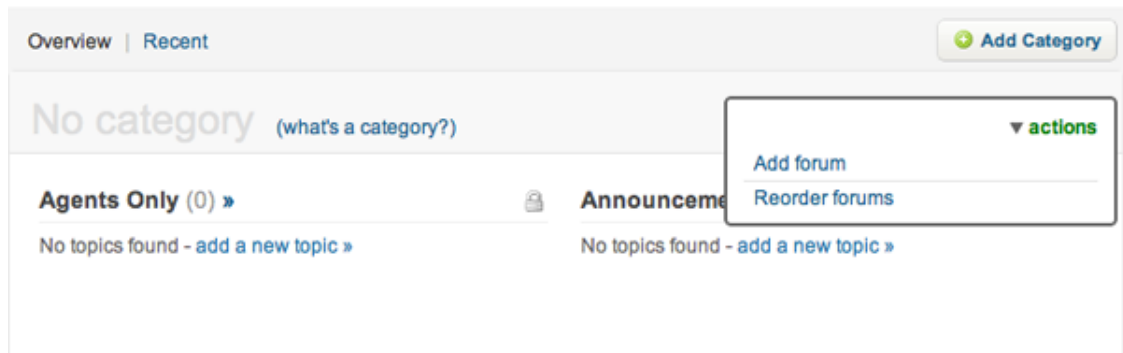 Overview | Recent
Add Category
No category (what's a category?)
▼ actions
Add forum
Reorder forums
Agents Only (0) »
No topics found - add a new topic »
No topics found - add a new topic »